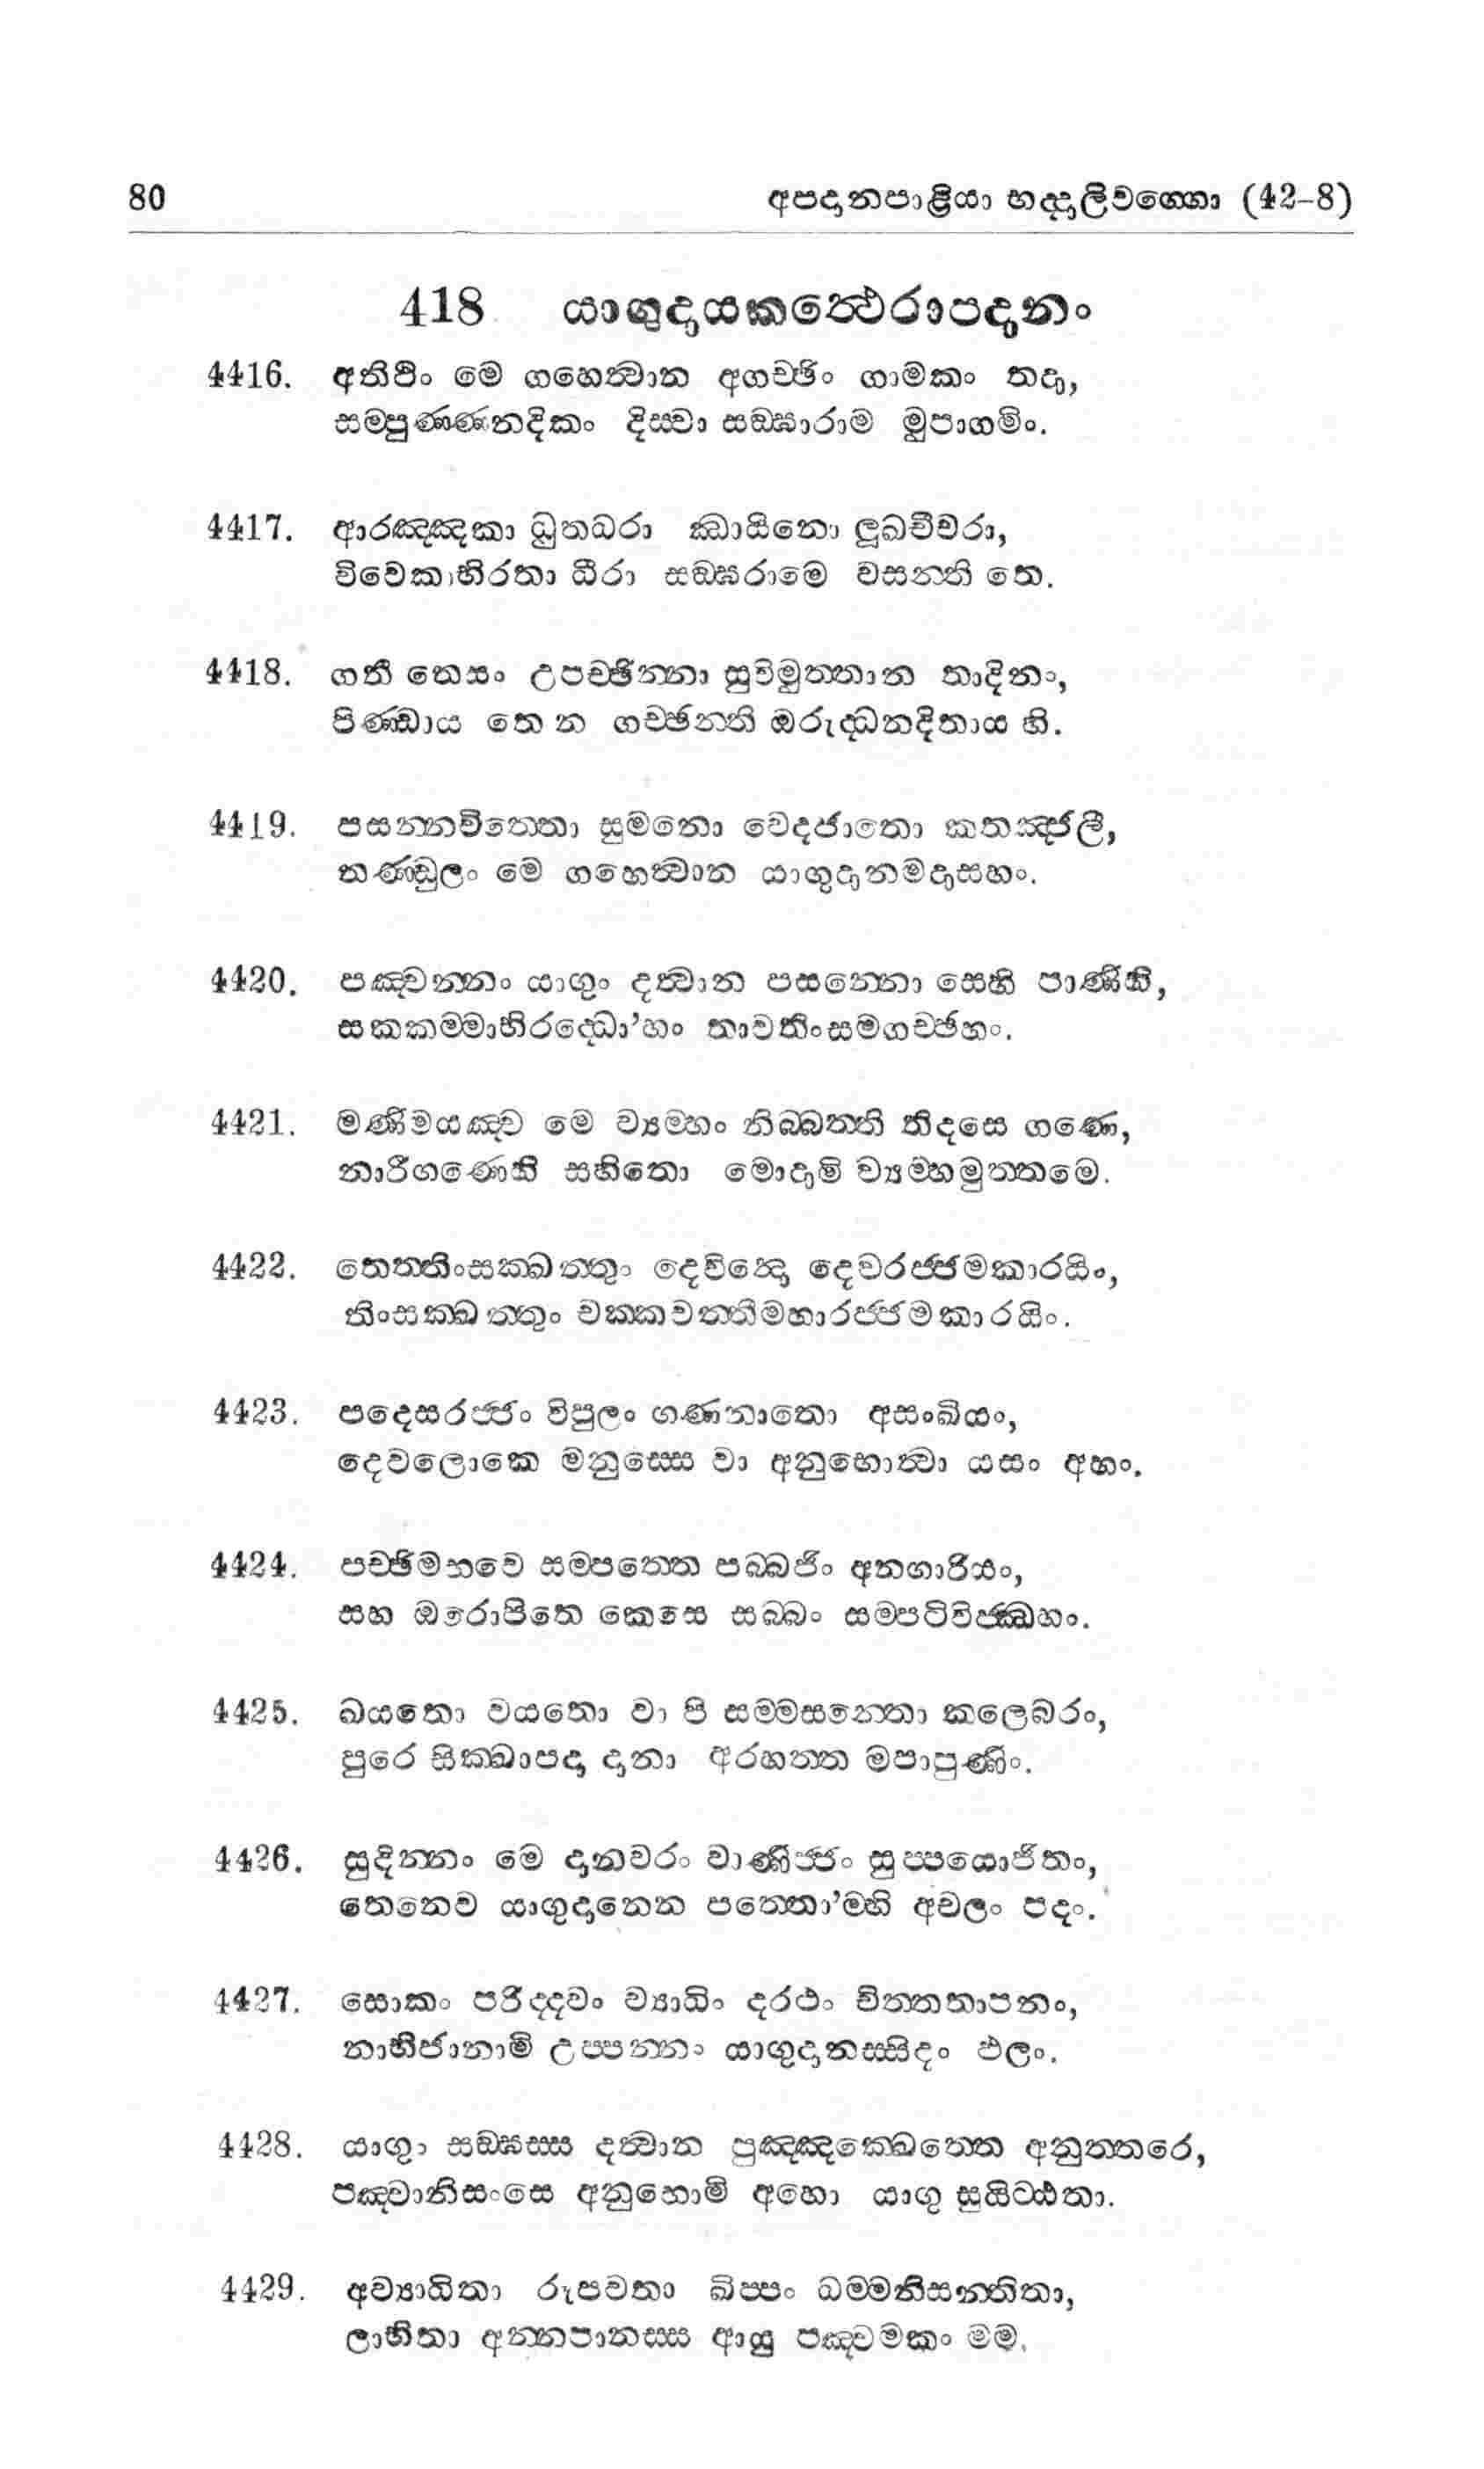 80 අපදානපාළියා භද්දාලිවග්ගො (42-8)
418 යාගුදායකත්ථෙරාපදානං
4416. අතිථිං මෙ ගහෙත්වාන අගච්ඡිං ගාමකං තදා,
සම්පුණ්ණනදිකං දිස්වා සඞ්ඝාරාම මුපාගමිං.
4417. ආරඤ්ඤකා ධුතධරා ඣායිනො ලූඛචීවරා,
විවෙකාභිරතා ධීරා සඞ්ඝරාමෙ වසන්ති තෙ.
4418. ගතී තෙසං උපච්ඡින්නා සුවිමුත්තාන තාදිනං,
පිණ්ඩාය තෙ න ගච්ඡන්ති ඔරුද්ධනදිතාය හි.
4419. පසන්නචිත්තො සුමනො වෙදජාතො කතඤ්ජලී,
තණ්ඩුලං මෙ ගහෙත්වාන යාගුදානමදාසහං.
4420. පඤ්චන්නං යාගුං දත්වාන පසන්නො සෙහි පාණිහි,
සකකම්මාභිරද්ධො’හං තාවතිංසමගච්ඡහං.
4421. මණිමයඤ්ච මෙ ව්‍යම්හං නිබ්බත්ති තිදසෙ ගණෙ,
නාරීගණෙහි සහිතො මොදාමි ව්‍යම්හමුත්තමෙ.
4422. තෙත්තිංසක්ඛත්තුං දෙවින්දො දෙවරජ්ජමකාරයිං,
තිංසක්ඛත්තුං චක්කවත්තීමහාරජ්ජමකාරයිං.
4423. පදෙසරජ්ජං විපුලං ගණනාතො අසංඛියං,
දෙවලොකෙ මනුස්සෙ වා අනුභොත්වා යසං අහං.
4424. පච්ඡිමභවෙ සම්පත්තෙ පබ්බජිං අනගාරියං,
සහ ඔරොපිතෙ කෙසෙ සබ්බං සම්පටිවිජ්ඣහං.
4425. ඛයතො වයතො වා පි සම්මසන්තො කලෙබරං,
පුරෙ සික්ඛාපදා දානා අරහත්ත මපාපුණිං.
4426. සුදින්නං මෙ දානවරං වාණිජ්ජං සුප්පයොජිතං,
තෙනෙව යාගුදානෙන පත්තො’ම්හි අචලං පදං.
4427. සොකං පරිද්දවං ව්‍යාධිං දරථං චිත්තතාපනං,
නාභිජානාමි උප්පන්නං යාගුදානස්සිදං ඵලං.
4428. යාගුං සඞ්ඝස්ස දත්වාන පුඤ්ඤක්ඛෙත්තෙ අනුත්තරෙ,
පඤ්චානිසංසෙ අනුභොමි අහො යාගු සුයිට්ඨතා.
4429. අව්‍යාධිතා රූපවතා ඛිප්පං ධම්මනිසන්තිතා,
ලාභිතා අන්නපානස්ස ආයු පඤ්චමකං මම.